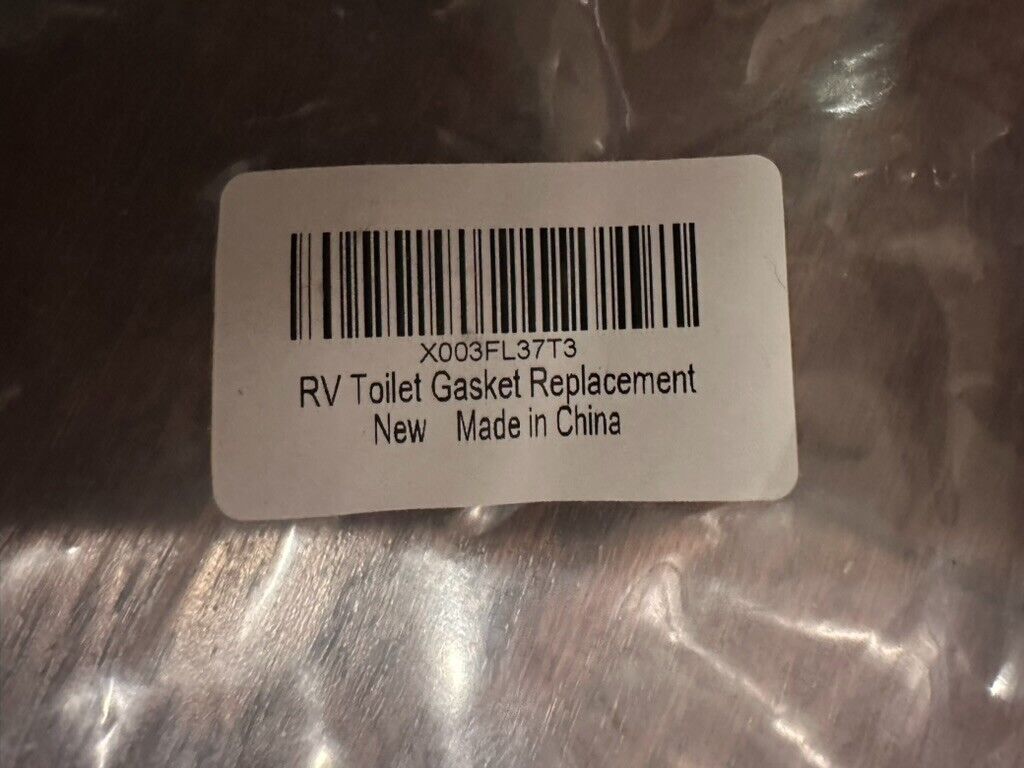 X003FL37T3
RV Toilet Gasket Replacement
New Made in China